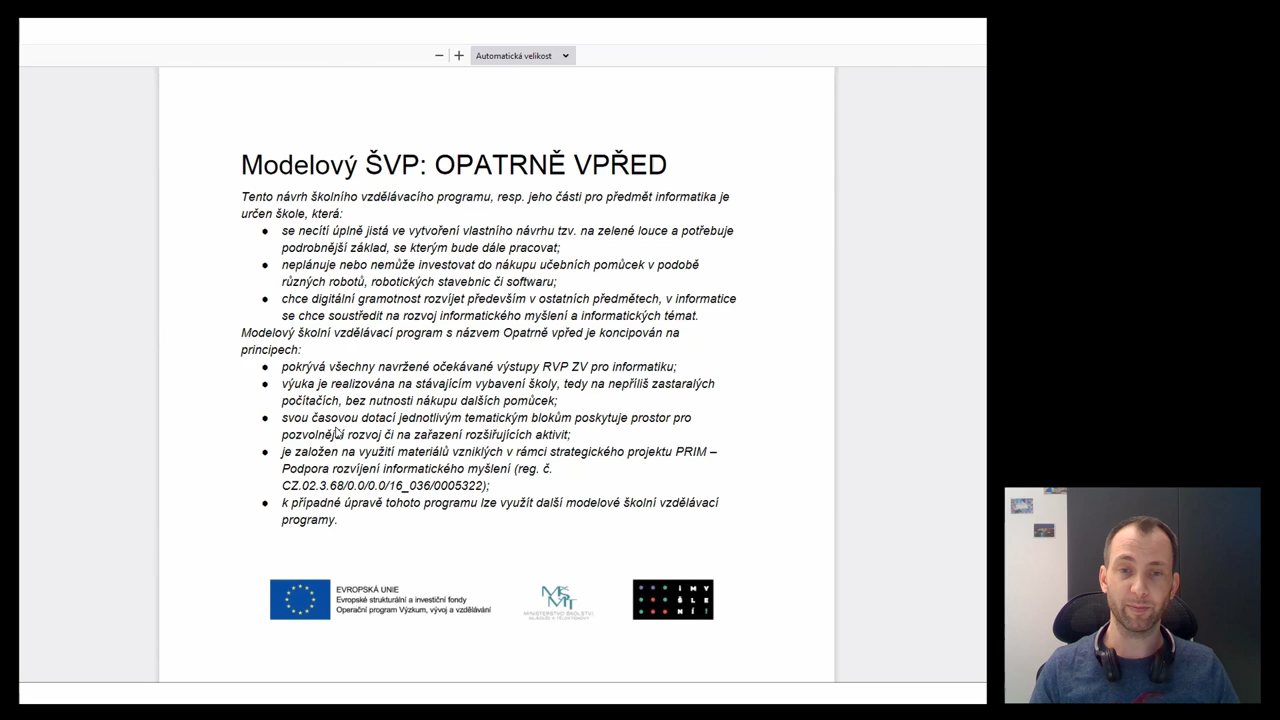 Automatická velikost
Modelový ŠVP: OPATRNĚ VPŘED
Tento návrh školního vzdělávacího programu, resp. jeho části pro předmět informatika je
určen škole, která:
● se necítí úplně jistá ve vytvoření vlastního návrhu tzv. na zelené louce a potřebuje
podrobnější základ, se kterým bude dále pracovat;
● neplánuje nebo nemůže investovat do nákupu učebních pomůcek v podobě
různých robotů, robotických stavebnic či softwaru;
● chce digitální gramotnost rozvíjet především v ostatních předmětech, v informatice
se chce soustředit na rozvoj informatického myšlení a informatických témat.
Modelový školní vzdělávací program s názvem Opatrně vpřed je koncipován na
principech:
● pokrývá všechny navržené očekávané výstupy RVP ZV pro informatiku;
● výuka je realizována na stávajícím vybavení školy, tedy na nepříliš zastaralých
počítačích, bez nutnosti nákupu dalších pomůcek;
● svou časovou dotací jednotlivým tematickým blokům poskytuje prostor pro
pozvolnější rozvoj či na zařazení rozšiřujících aktivit;
● je založen na využití materiálů vzniklých v rámci strategického projektu PRIM –
Podpora rozvíjení informatického myšlení (reg. č.
CZ.02.3.68/0.0/0.0/16_036/0005322);
● k případné úpravě tohoto programu lze využít další modelové školní vzdělávací
programy.
EVROPSKÁ UNIE
Evropské strukturální a investiční fondy
Operační program Výzkum, vývoj a vzdělávání
MŠMT
MINISTERSTVO ŠKOLSTVÍ,
MLÁDEŽE A TĚLOVÝCHOVY
IMY
ŠLE
NÍ!